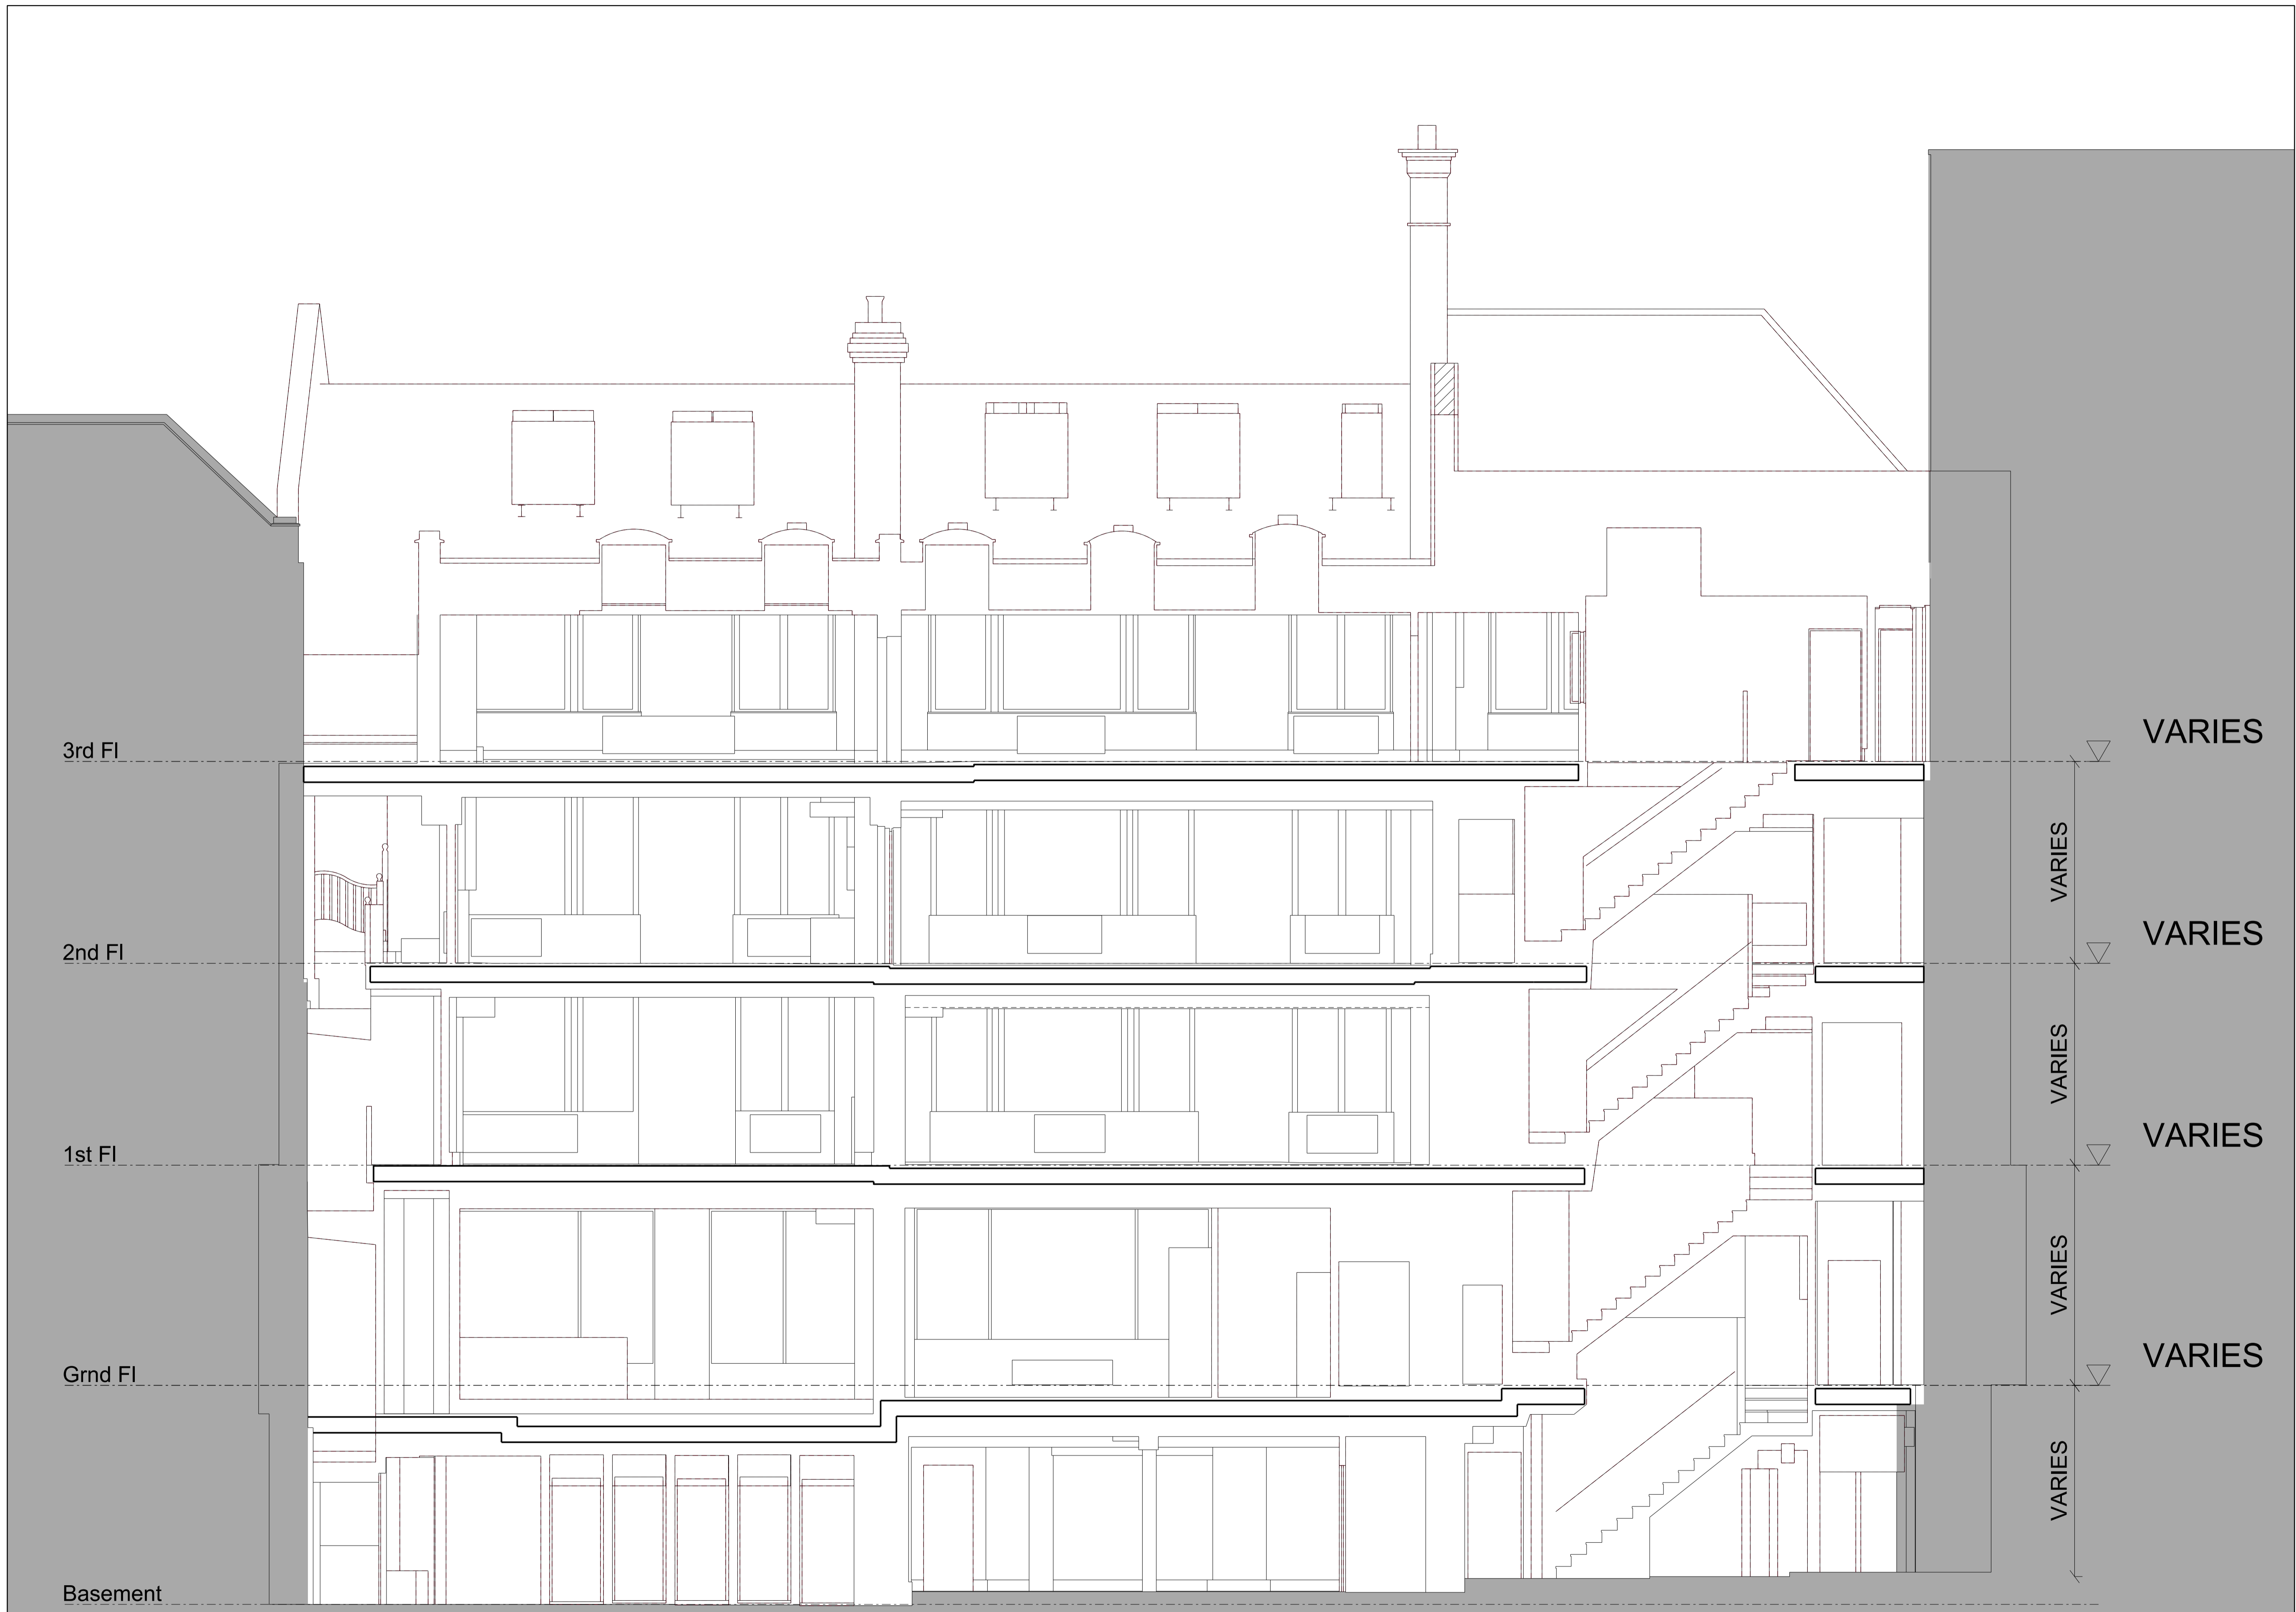 3rd Fl
VARIES
VARIES
2nd Fl
VARIES
VARIES
1st Fl
VARIES
VARIES
Grnd Fl
VARIES
VARIES
Basement